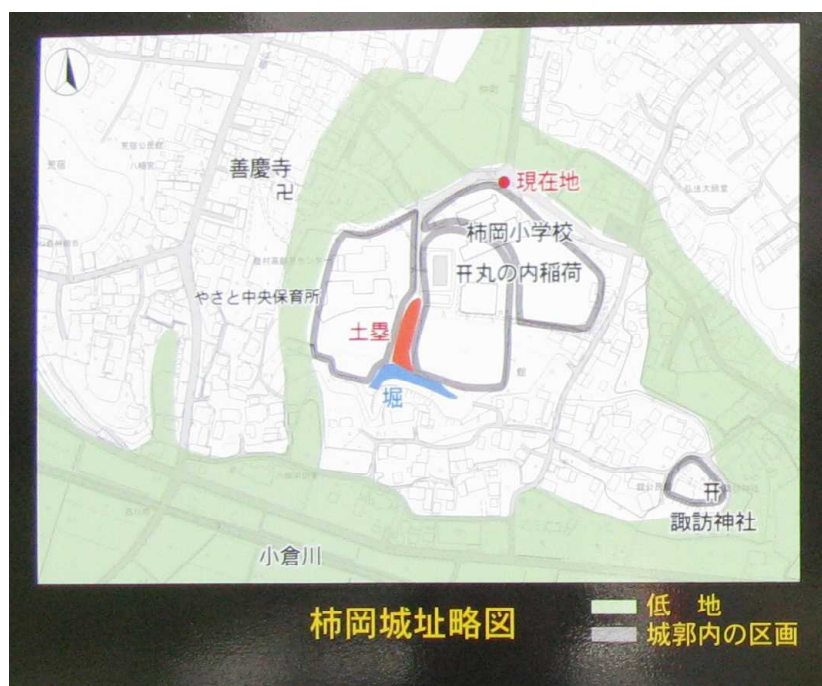 善慶寺
現在地
柿岡小学校
丸の内稲荷
やさと中央保育所
土塁
堀
諏訪神社
小倉川
柿岡城址略図
低 地
城郭内の区画